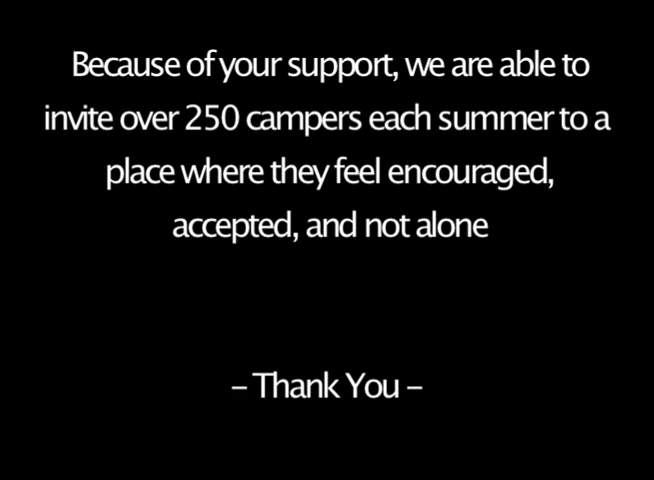 Because of your support, we are able to
invite over 250 campers each summer to a
place where they feel encouraged,
accepted, and not alone
– Thank You –